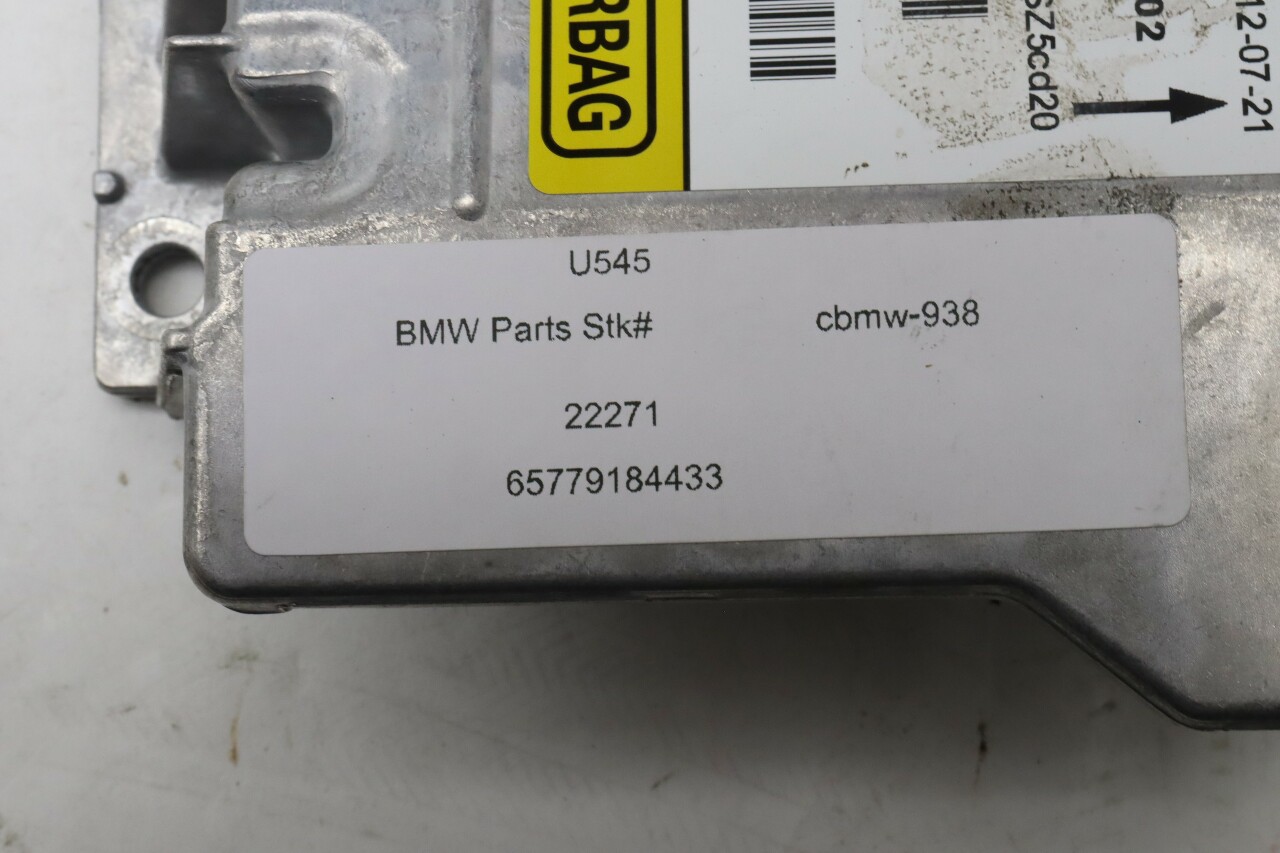 RBAG
SZ5cd20
02
12-07-21
U545
BMW Parts Stk# cbmw-938
22271
65779184433